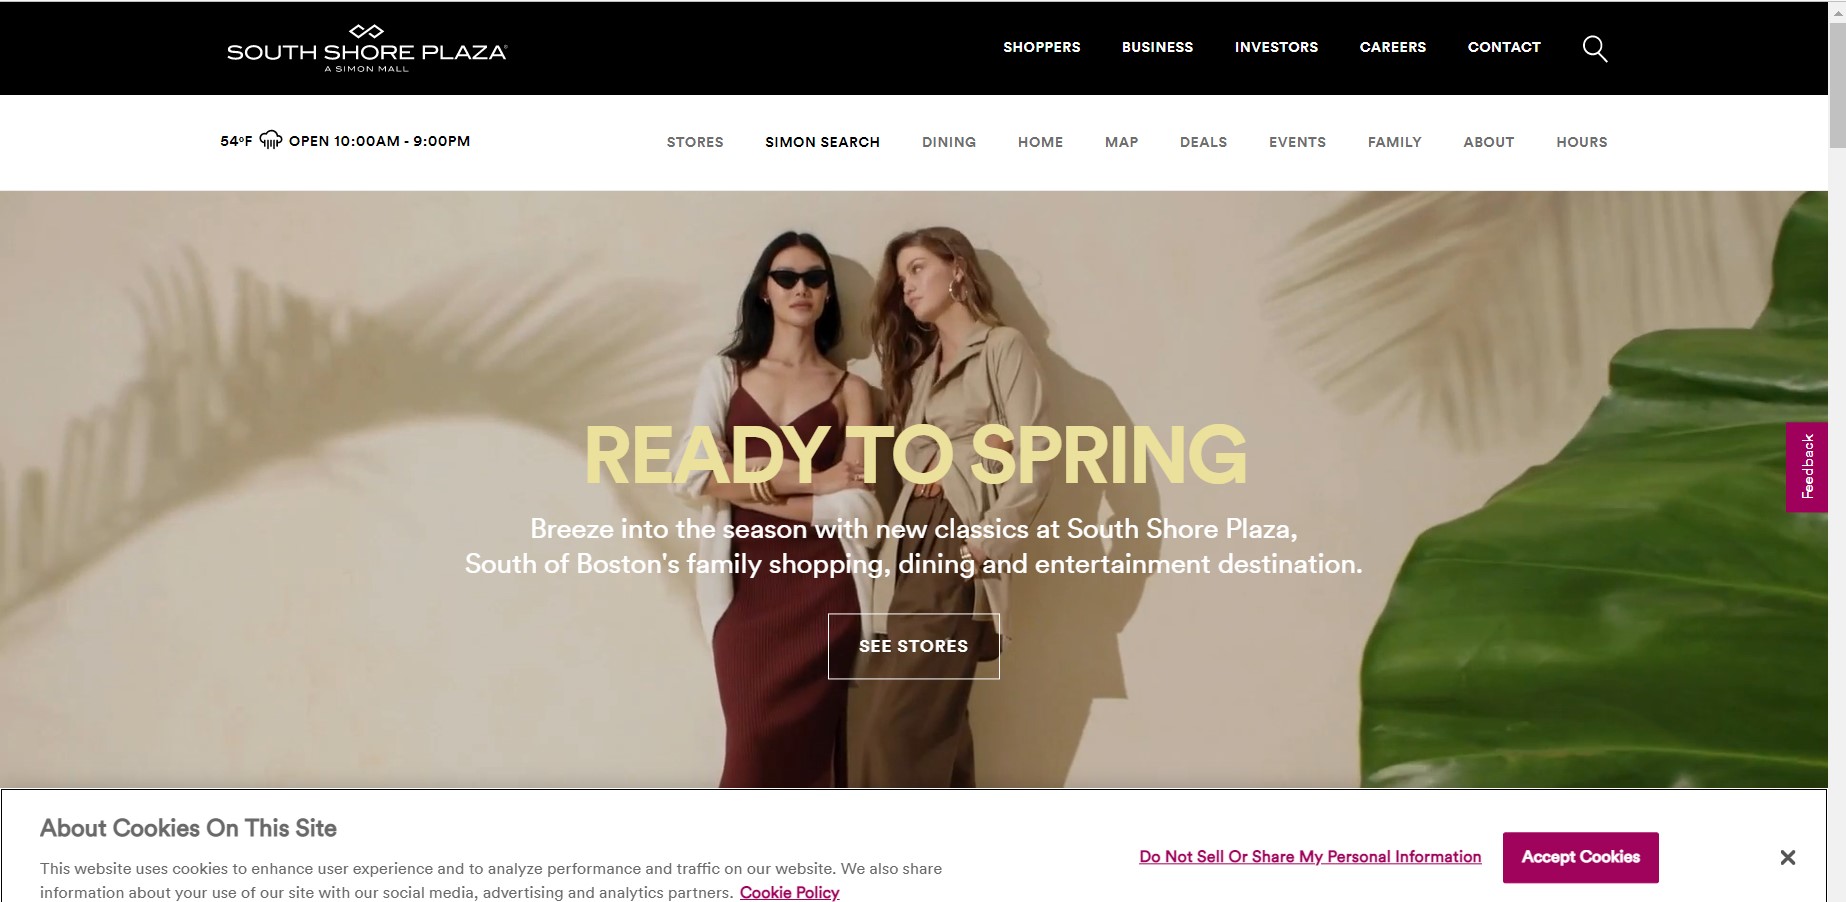 SOUTH SHORE PLAZA®
A SIMON MALL
SHOPPERS BUSINESS INVESTORS CAREERS CONTACT
54°F OPEN 10:00AM - 9:00PM
STORES SIMON SEARCH DINING HOME MAP DEALS EVENTS FAMILY ABOUT HOURS
READY TO SPRING
Breeze into the season with new classics at South Shore Plaza,
South of Boston's family shopping, dining and entertainment destination.
SEE STORES
Feedback
About Cookies On This Site
This website uses cookies to enhance user experience and to analyze performance and traffic on our website. We also share
information about your use of our site with our social media, advertising and analytics partners. Cookie Policy
Do Not Sell Or Share My Personal Information
Accept Cookies